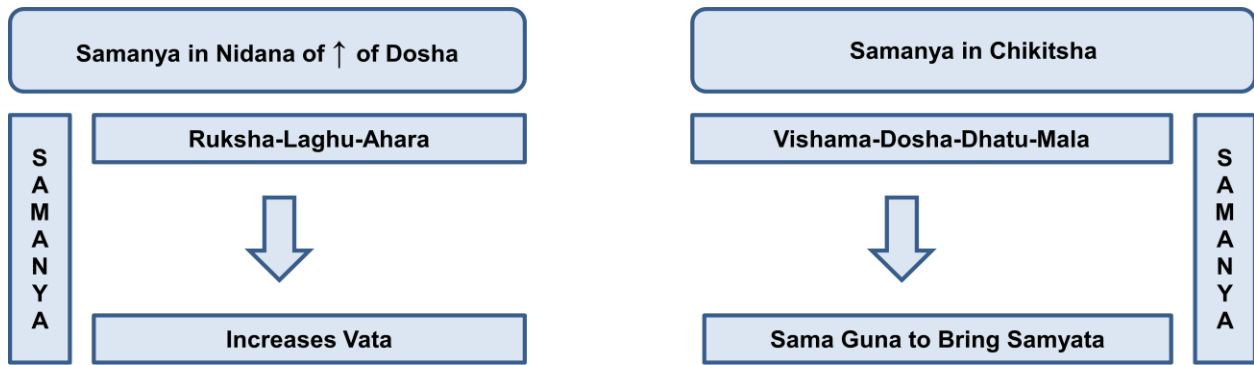 Samanya in Nidana of ↑ of Dosha
SAMANYA
Ruksha-Laghu-Ahara
Increases Vata
Samanya in Chikitsha
Vishama-Dosha-Dhatu-Mala
Sama Guna to Bring Samyata
SAMANYA